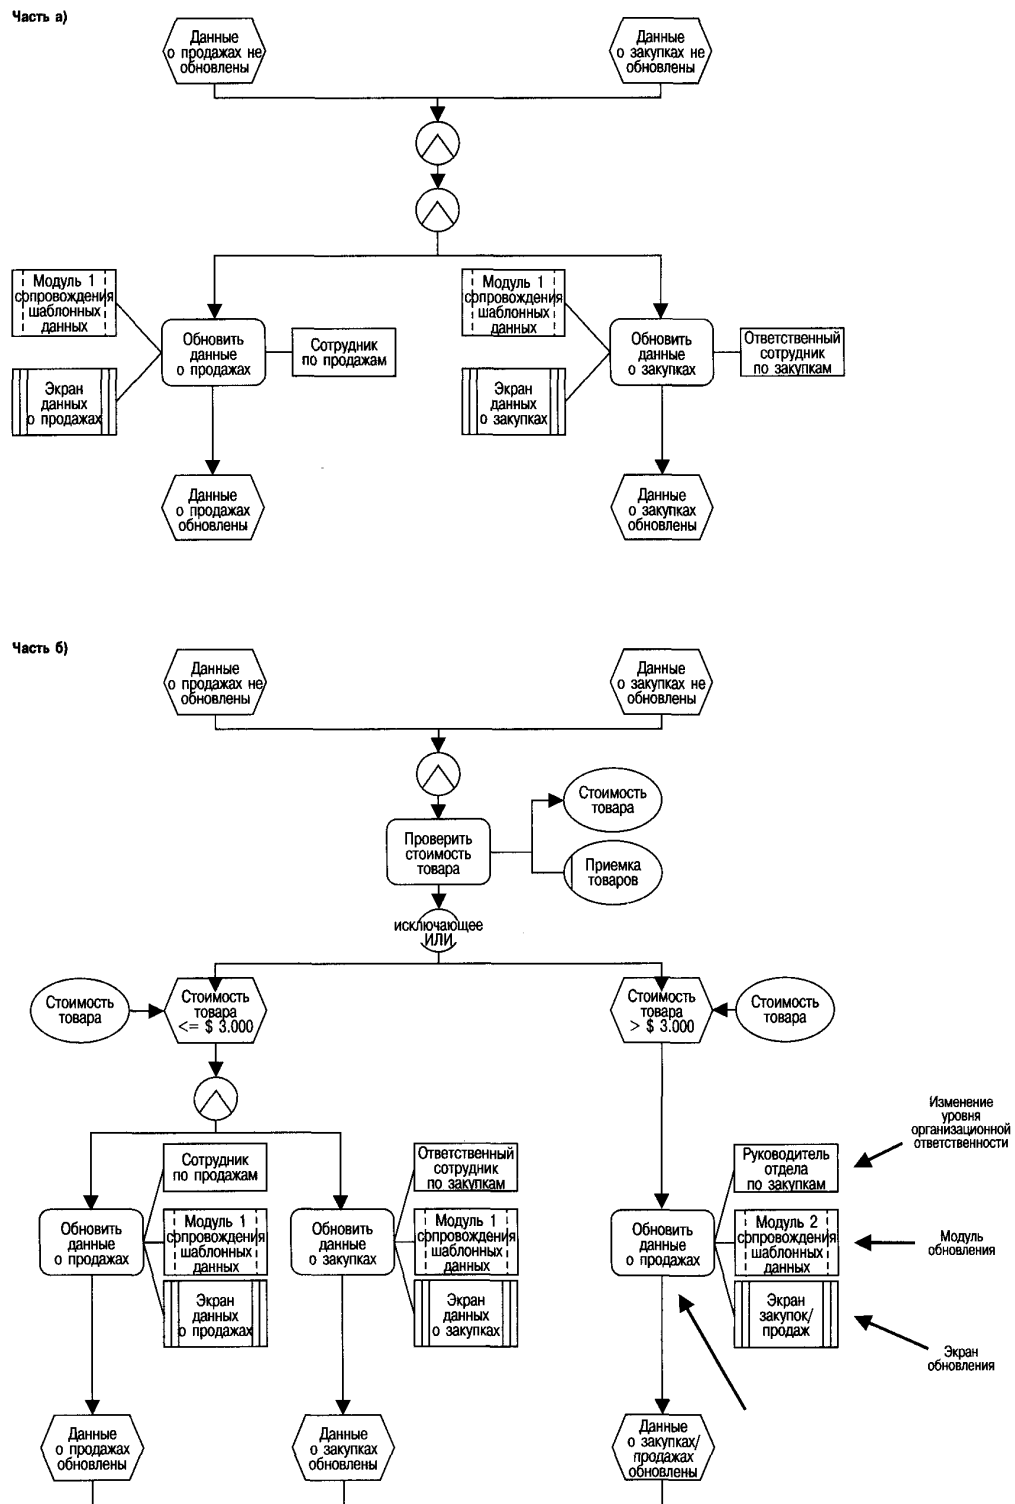 Часть а)
Данные
о продажах не
обновлены
Данные
о закупках не
обновлены
Модуль 1
сопровождения
шаблонных
данных
Экран
данных
о продажах
Обновить
данные
о продажах
Сотрудник
по продажам
Модуль 1
сопровождения
шаблонных
данных
Экран
данных
о закупках
Обновить
данные
о закупках
Ответственный
сотрудник
по закупкам
Данные
о продажах
обновлены
Данные
о закупках
обновлены
Часть б)
Данные
о продажах не
обновлены
Данные
о закупках не
обновлены
Проверить
стоимость
товара
Стоимость
товара
Приемка
товаров
исключающее
ИЛИ
Стоимость
товара
Стоимость
товара
<= $ 3.000
Стоимость
товара
> $ 3.000
Стоимость
товара
Обновить
данные
о продажах
Сотрудник
по продажам
Модуль 1
сопровождения
шаблонных
данных
Экран
данных
о продажах
Обновить
данные
о закупках
Ответственный
сотрудник
по закупкам
Модуль 1
сопровождения
шаблонных
данных
Экран
данных
о закупках
Обновить
данные
о продажах
Руководитель
отдела
по закупкам
Модуль 2
сопровождения
шаблонных
данных
Экран
закупок/
продаж
Изменение
уровня
организационной
ответственности
Модуль
обновления
Экран
обновления
Данные
о продажах
обновлены
Данные
о закупках
обновлены
Данные
о закупках/
продажах
обновлены